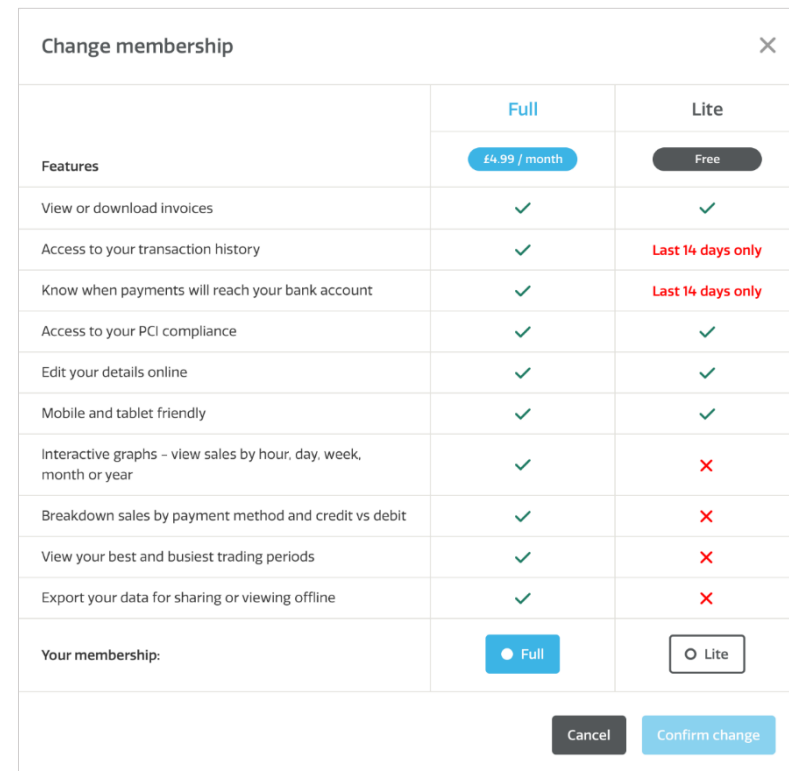 Change membership
Full Lite
Features £4.99 / month Free
View or download invoices
Access to your transaction history Last 14 days only
Know when payments will reach your bank account Last 14 days only
Access to your PCI compliance
Edit your details online
Mobile and tablet friendly
Interactive graphs – view sales by hour, day, week,
month or year
Breakdown sales by payment method and credit vs debit
View your best and busiest trading periods
Export your data for sharing or viewing offline
Your membership: Full Lite
Cancel Confirm change